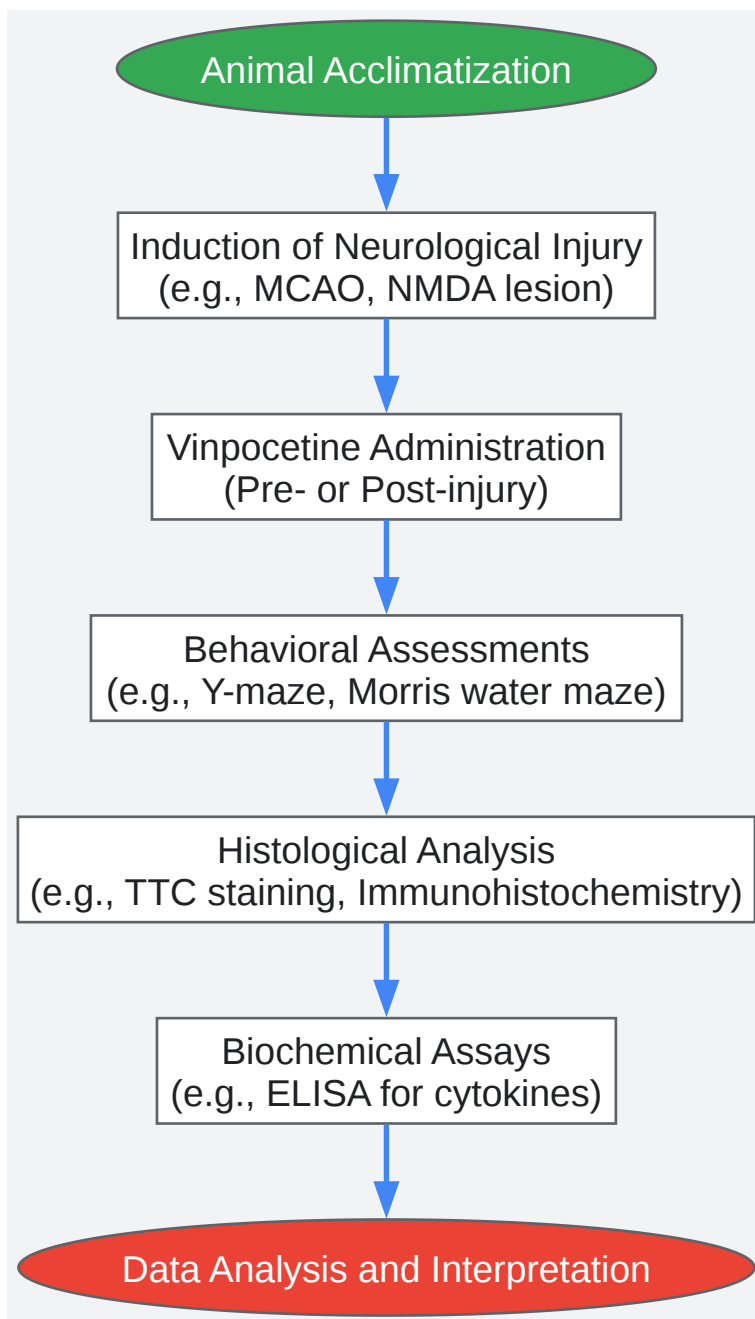 Animal Acclimatization
Induction of Neurological Injury
(e.g., MCAO, NMDA lesion)
Vinpocetine Administration
(Pre- or Post-injury)
Behavioral Assessments
(e.g., Y-maze, Morris water maze)
Histological Analysis
(e.g., TTC staining, Immunohistochemistry)
Biochemical Assays
(e.g., ELISA for cytokines)
Data Analysis and Interpretation